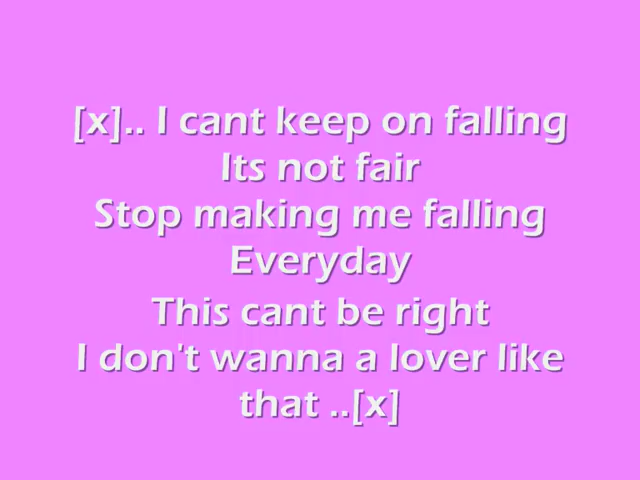 [x].. I cant keep on falling
Its not fair
Stop making me falling
Everyday
This cant be right
I don't wanna a lover like
that ..[x]